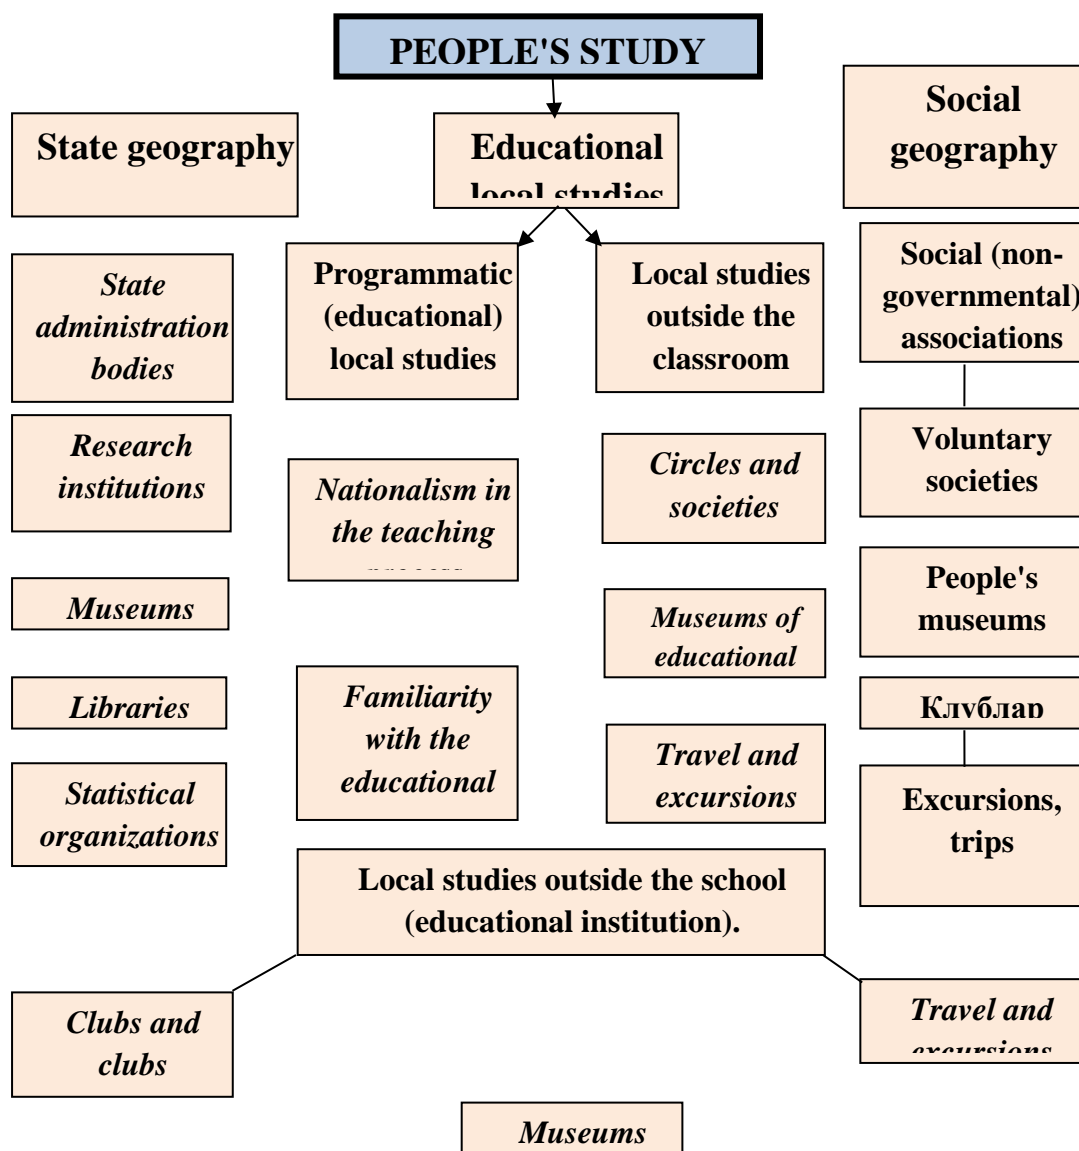 PEOPLE'S STUDY
State geography
Educational
local studies
Social
geography
State
administration
bodies
Programmatic
(educational)
local studies
Local studies
outside the
classroom
Social (non-
governmental)
associations
Research
institutions
Nationalism in
the teaching
Circles and
societies
Voluntary
societies
Museums
Museums of
educational
People's
museums
Libraries
Familiarity
with the
educational
Клублар
Statistical
organizations
Travel and
excursions
Excursions,
trips
Local studies outside the school
(educational institution).
Clubs and
clubs
Travel and
excursions
Museums